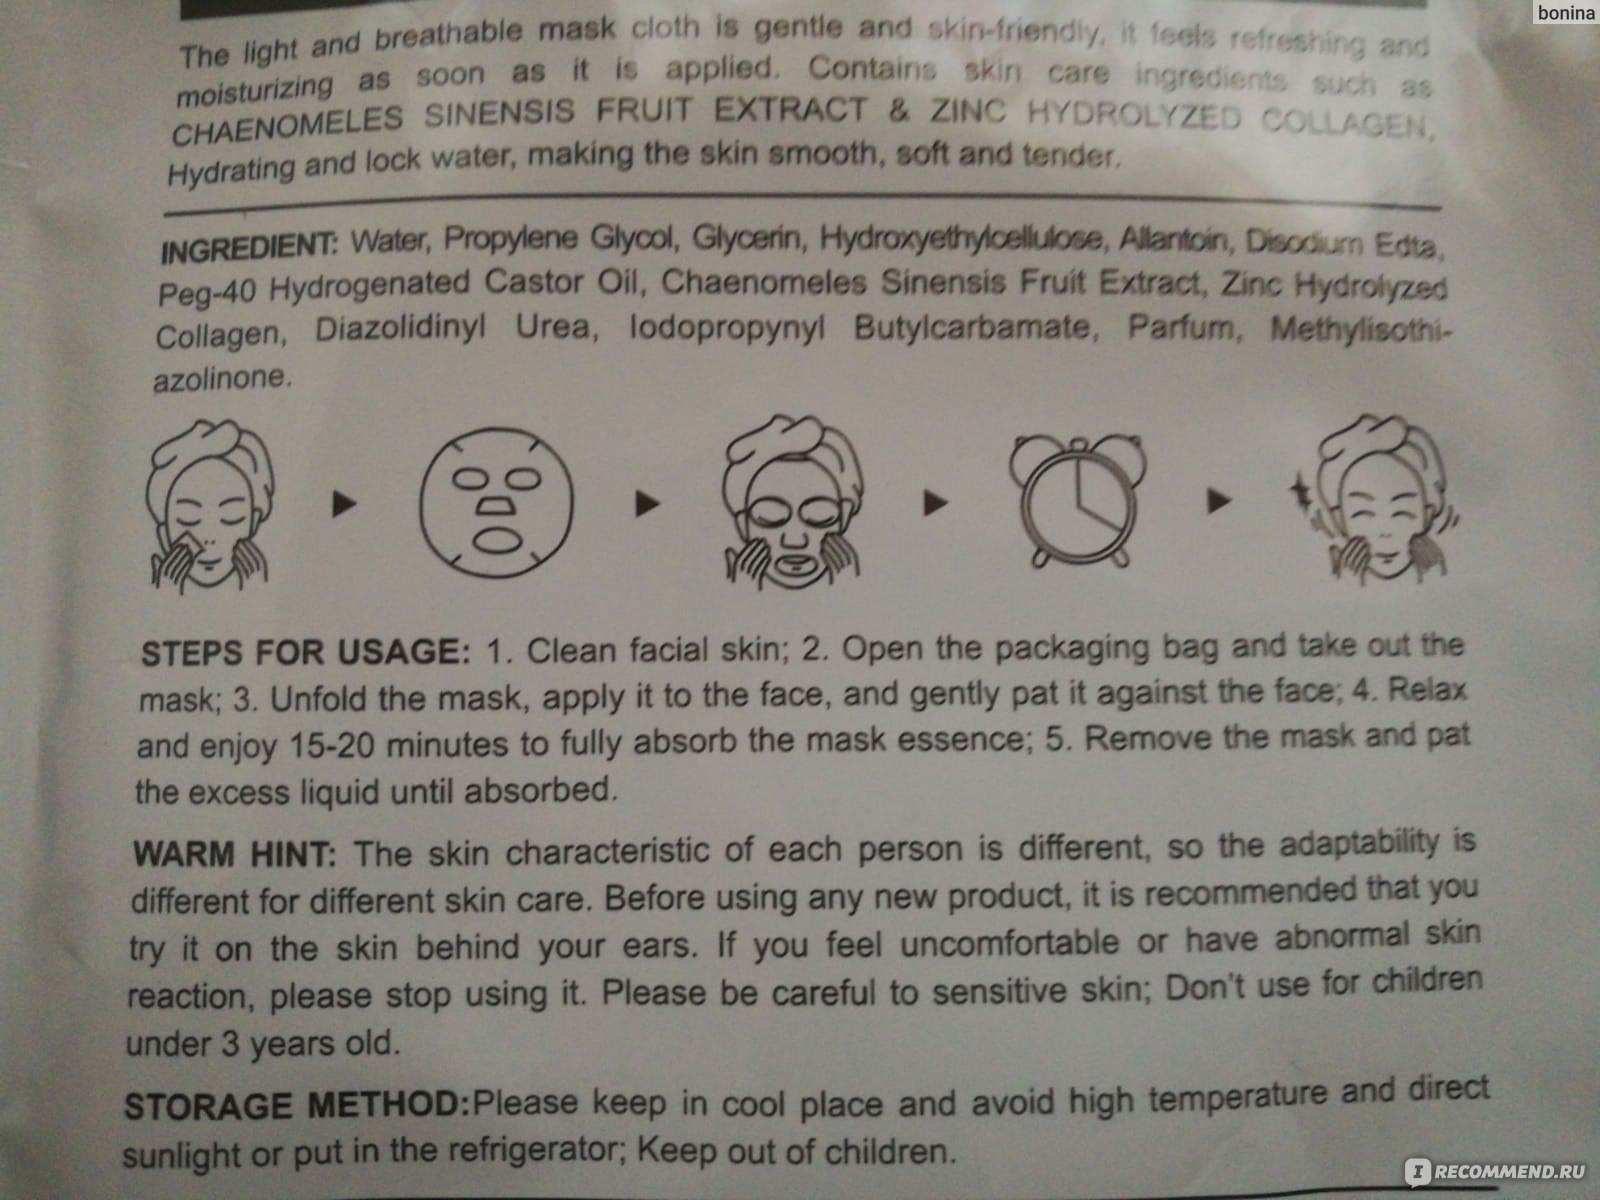 bonina
The light and breathable mask cloth is gentle and skin-friendly, it feels refreshing and
moisturizing as soon as it is applied. Contains skin care ingredients such as
CHAENOMELES SINENSIS FRUIT EXTRACT & ZINC HYDROLYZED COLLAGEN,
Hydrating and lock water, making the skin smooth, soft and tender.
INGREDIENT: Water, Propylene Glycol, Glycerin, Hydroxyethylcellulose, Allantoin, Disodium Edta,
Peg-40 Hydrogenated Castor Oil, Chaenomeles Sinensis Fruit Extract, Zinc Hydrolyzed
Collagen, Diazolidinyl Urea, Iodopropynyl Butylcarbamate, Parfum, Methylisothi-
azolinone.
STEPS FOR USAGE: 1. Clean facial skin; 2. Open the packaging bag and take out the
mask; 3. Unfold the mask, apply it to the face, and gently pat it against the face; 4. Relax
and enjoy 15-20 minutes to fully absorb the mask essence; 5. Remove the mask and pat
the excess liquid until absorbed.
WARM HINT: The skin characteristic of each person is different, so the adaptability is
different for different skin care. Before using any new product, it is recommended that you
try it on the skin behind your ears. If you feel uncomfortable or have abnormal skin
reaction, please stop using it. Please be careful to sensitive skin; Don't use for children
under 3 years old.
STORAGE METHOD:Please keep in cool place and avoid high temperature and direct
sunlight or put in the refrigerator; Keep out of children.
I RECOMMEND.RU